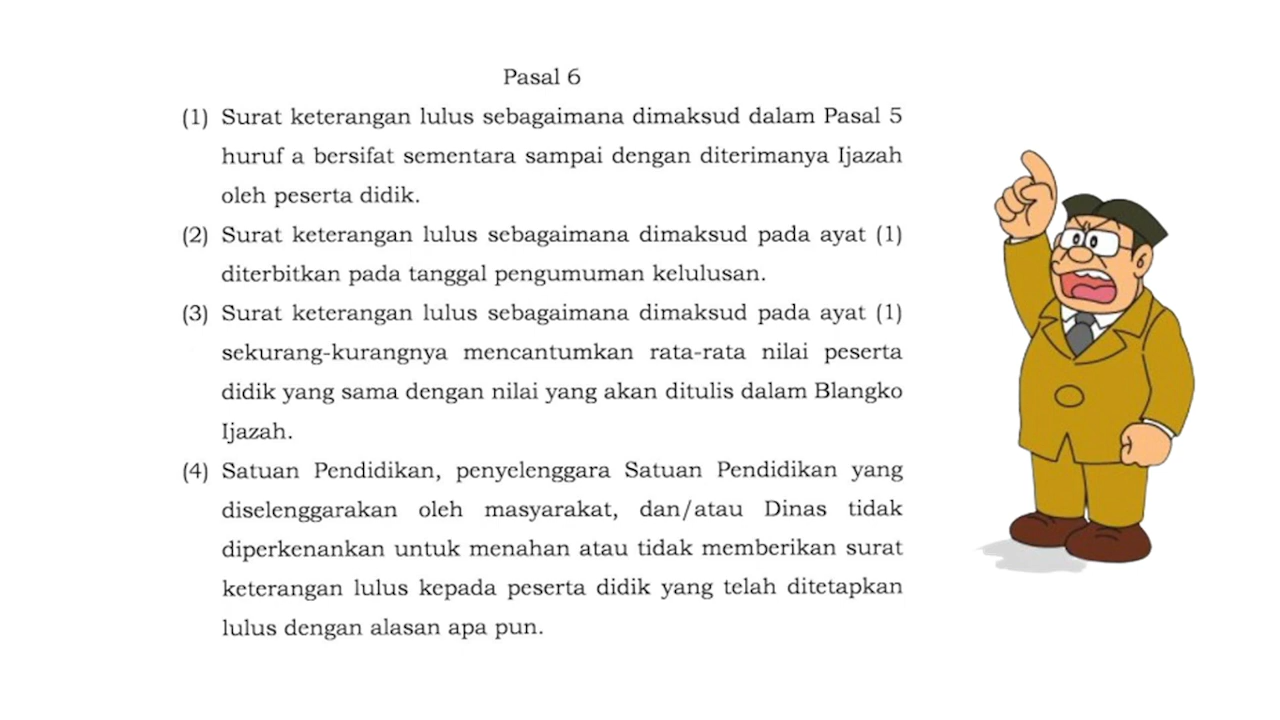 Pasal 6
(1) Surat keterangan lulus sebagaimana dimaksud dalam Pasal 5
huruf a bersifat sementara sampai dengan diterimanya Ijazah
oleh peserta didik.
(2) Surat keterangan lulus sebagaimana dimaksud pada ayat (1)
diterbitkan pada tanggal pengumuman kelulusan.
(3) Surat keterangan lulus sebagaimana dimaksud pada ayat (1)
sekurang-kurangnya mencantumkan rata-rata nilai peserta
didik yang sama dengan nilai yang akan ditulis dalam Blangko
Ijazah.
(4) Satuan Pendidikan, penyelenggara Satuan Pendidikan yang
diselenggarakan oleh masyarakat, dan/atau Dinas tidak
diperkenankan untuk menahan atau tidak memberikan surat
keterangan lulus kepada peserta didik yang telah ditetapkan
lulus dengan alasan apa pun.